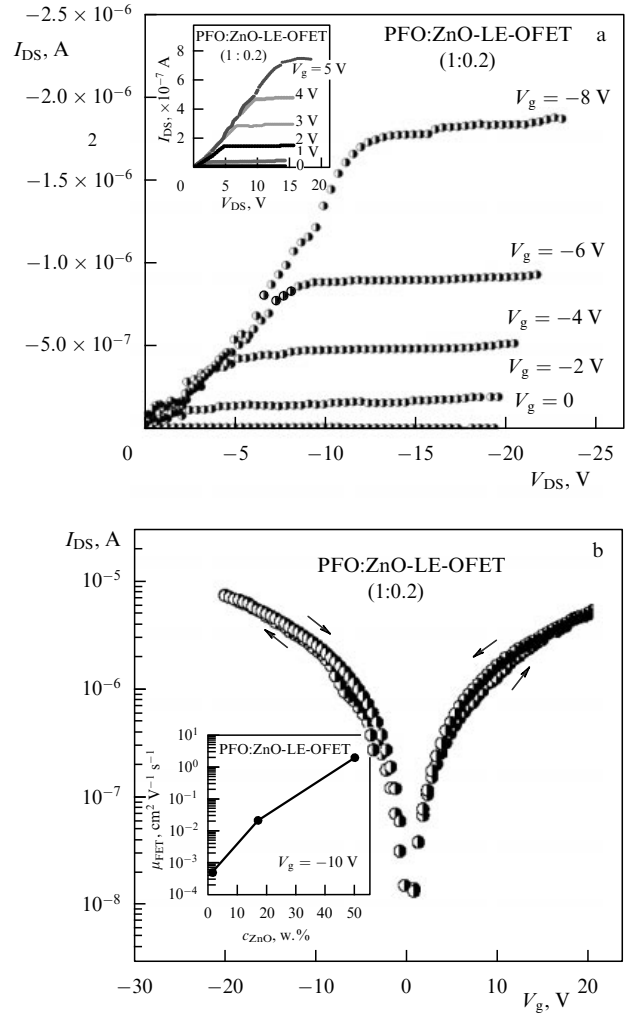 I_DS, A
PFO:ZnO-LE-OFET
(1:0.2)
a
−2.5 × 10⁻⁶
−2.0 × 10⁻⁶
2
−1.0 × 10⁻⁶
−5.0 × 10⁻⁷
0
−5
−10
−15
−20
−25
V_DS, V
V_g = −8 V
V_g = −6 V
V_g = −4 V
V_g = −2 V
V_g = 0
PFO:ZnO-LE-OFET
(1 : 0.2)
I_DS, ×10⁻⁷ A
8
6
4
2
V_g = 5 V
4 V
3 V
2 V
1 V
0
0
5
10
15
20
V_DS, V
I_DS, A
PFO:ZnO-LE-OFET
(1:0.2)
b
10⁻⁵
10⁻⁶
10⁻⁷
10⁻⁸
−30
−20
−10
0
10
20
V_g, V
PFO:ZnO-LE-OFET
μ_FET, cm² V⁻¹ s⁻¹
10¹
10⁰
10⁻¹
10⁻²
10⁻³
10⁻⁴
V_g = −10 V
0
10
20
30
40
50
c_ZnO, w.%